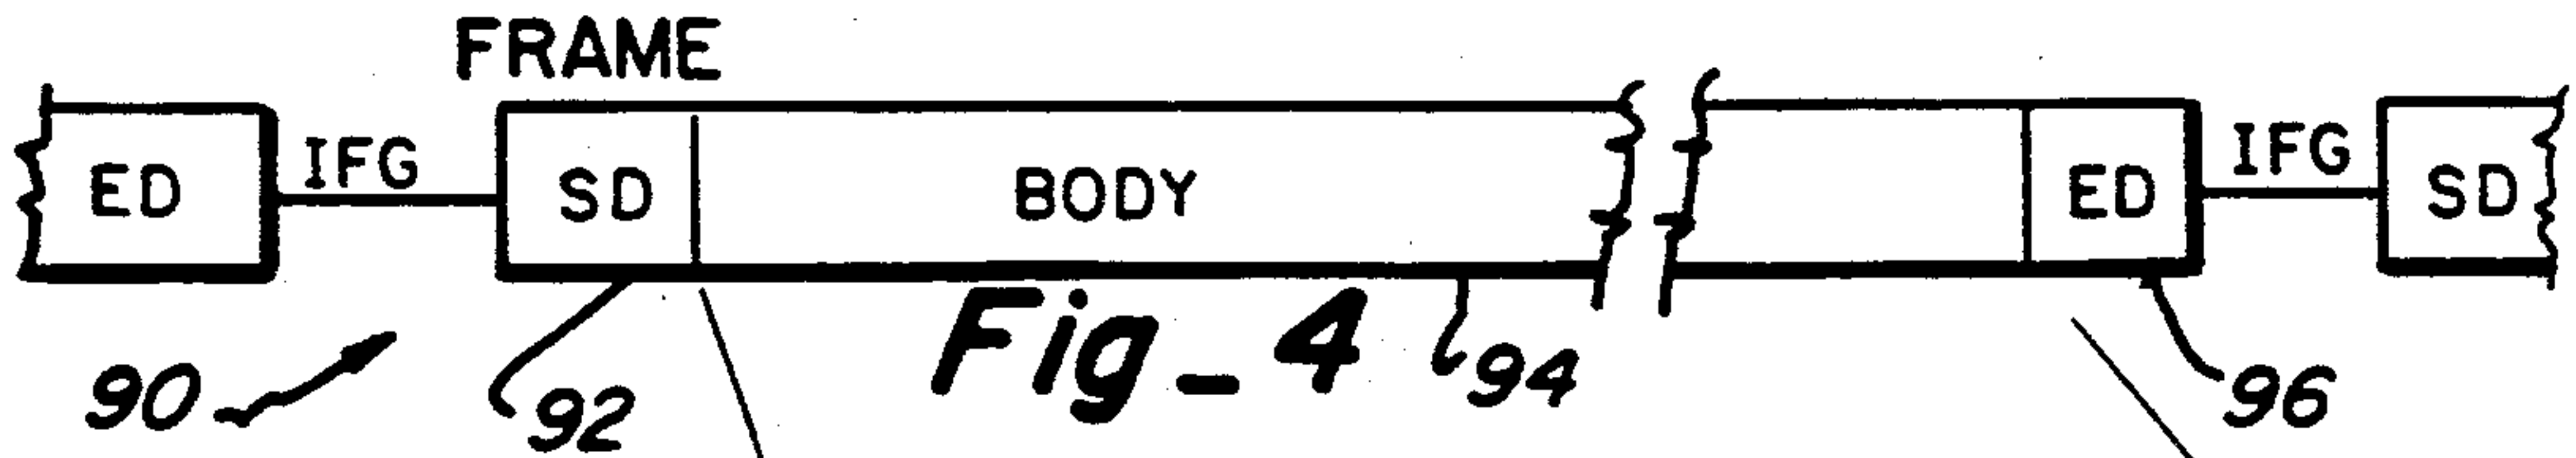 FRAME
ED IFG SD BODY ED IFG SD
90 92 Fig_4 94 96